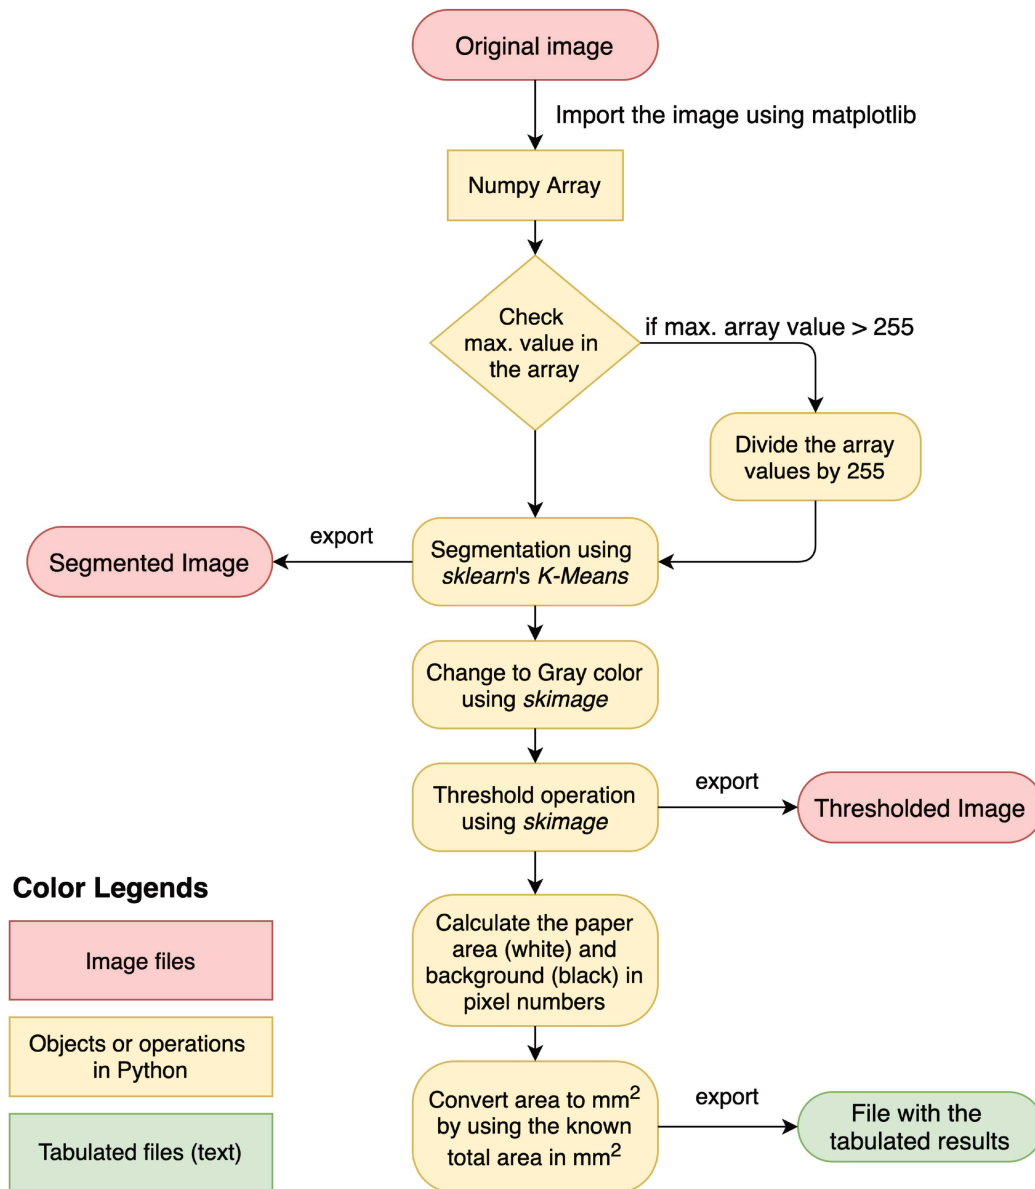 Original image
Import the image using matplotlib
Numpy Array
Check
max. value in
the array
if max. array value > 255
Divide the array
values by 255
Segmentation using
sklearn's K-Means
export
Segmented Image
Change to Gray color
using skimage
Threshold operation
using skimage
export
Thresholded Image
Calculate the paper
area (white) and
background (black) in
pixel numbers
Convert area to mm²
by using the known
total area in mm²
export
File with the
tabulated results
Color Legends
Image files
Objects or operations
in Python
Tabulated files (text)